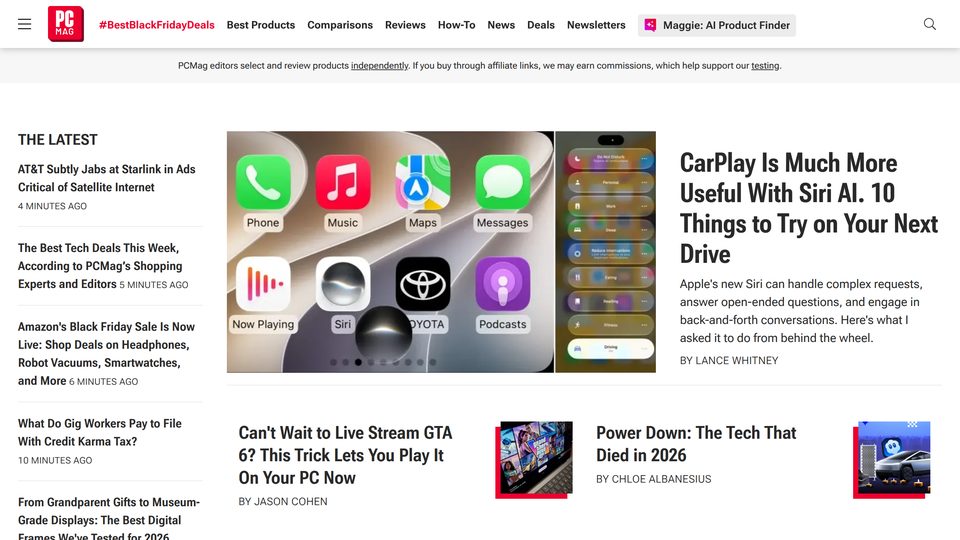 PC
MAG
#BestBlackFridayDeals
Best Products
Comparisons
Reviews
How-To
News
Deals
Newsletters
Maggie: AI Product Finder
PCMag editors select and review products independently. If you buy through affiliate links, we may earn commissions, which help support our testing.
THE LATEST
AT&T Subtly Jabs at Starlink in Ads
Critical of Satellite Internet
4 MINUTES AGO
The Best Tech Deals This Week,
According to PCMag's Shopping
Experts and Editors 5 MINUTES AGO
Amazon's Black Friday Sale Is Now
Live: Shop Deals on Headphones,
Robot Vacuums, Smartwatches,
and More 6 MINUTES AGO
What Do Gig Workers Pay to File
With Credit Karma Tax?
10 MINUTES AGO
From Grandparent Gifts to Museum-
Grade Displays: The Best Digital
Frames We've Tested for 2026
Phone
Music
Maps
Messages
Now Playing
Siri
TOYOTA
Podcasts
Do Not Disturb
Personal
Work
Sleep
Reduce Interruptions
Eating
Reading
Fitness
Driving
CarPlay Is Much More
Useful With Siri AI. 10
Things to Try on Your Next
Drive
Apple's new Siri can handle complex requests,
answer open-ended questions, and engage in
back-and-forth conversations. Here's what I
asked it to do from behind the wheel.
BY LANCE WHITNEY
Can't Wait to Live Stream GTA
6? This Trick Lets You Play It
On Your PC Now
BY JASON COHEN
Power Down: The Tech That
Died in 2026
BY CHLOE ALBANESIUS